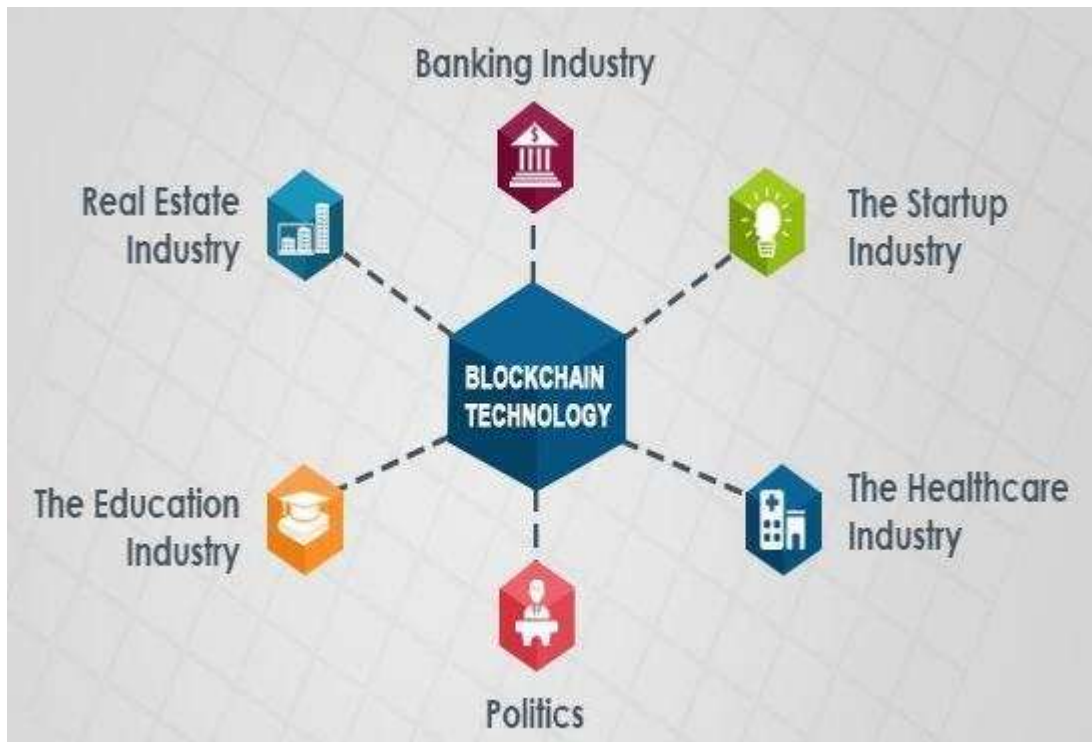 Banking Industry
Real Estate
Industry
The Startup
Industry
BLOCKCHAIN
TECHNOLOGY
The Education
Industry
The Healthcare
Industry
Politics